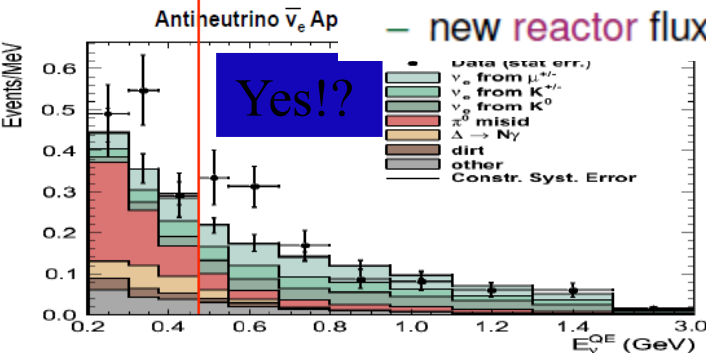 Antineutrino ν̄e Ap
– new reactor flux
Events/MeV
0.6
0.5
0.4
0.3
0.2
0.1
0.0
Yes!?
Data (stat err.)
νe from μ+/-
νe from K+/-
νe from K0
π0 misid
Δ → Nγ
dirt
other
Constr. Syst. Error
0.2 0.4 0.6 0.8 1.0 1.2 1.4 3.0
EνQE (GeV)